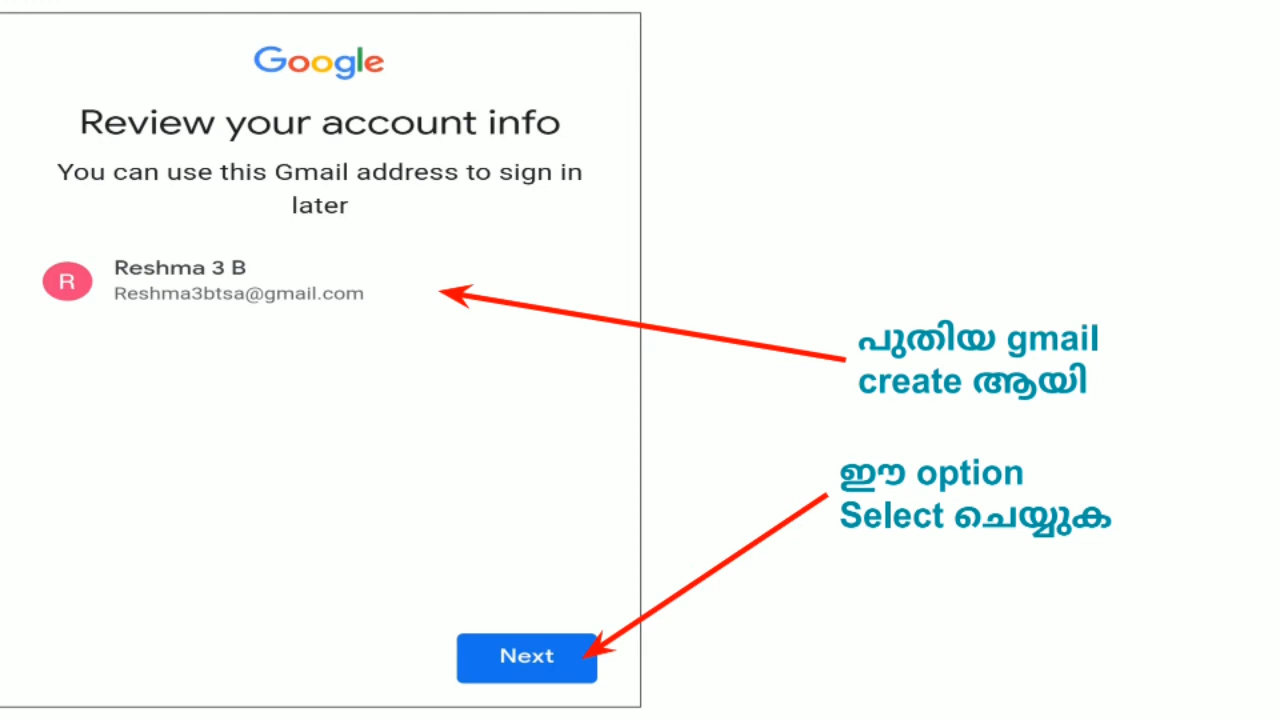 Google
Review your account info
You can use this Gmail address to sign in
later
R
Reshma 3 B
Reshma3btsa@gmail.com
പുതിയ gmail
create ആയി
ഈ option
Select ചെയ്യുക
Next